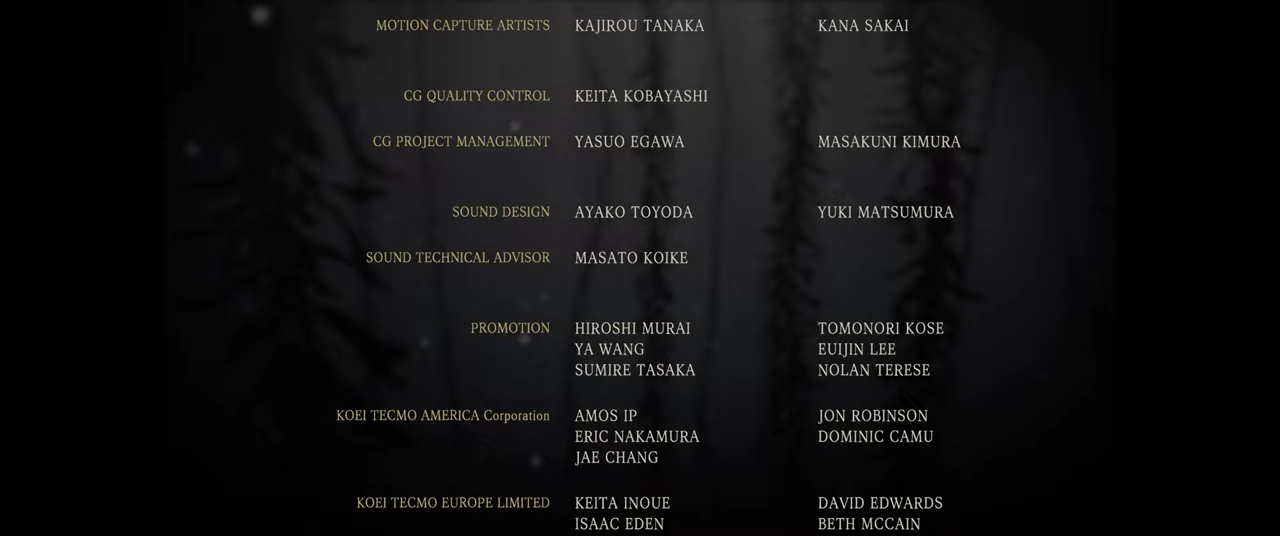 MOTION CAPTURE ARTISTS KAJIROU TANAKA KANA SAKAI
CG QUALITY CONTROL KEITA KOBAYASHI
CG PROJECT MANAGEMENT YASUO EGAWA MASAKUNI KIMURA
SOUND DESIGN AYAKO TOYODA YUKI MATSUMURA
SOUND TECHNICAL ADVISOR MASATO KOIKE
PROMOTION HIROSHI MURAI TOMONORI KOSE
YA WANG EUIJIN LEE
SUMIRE TASAKA NOLAN TERESE
KOEI TECMO AMERICA Corporation AMOS IP JON ROBINSON
ERIC NAKAMURA DOMINIC CAMU
JAE CHANG
KOEI TECMO EUROPE LIMITED KEITA INOUE DAVID EDWARDS
ISAAC EDEN BETH MCCAIN